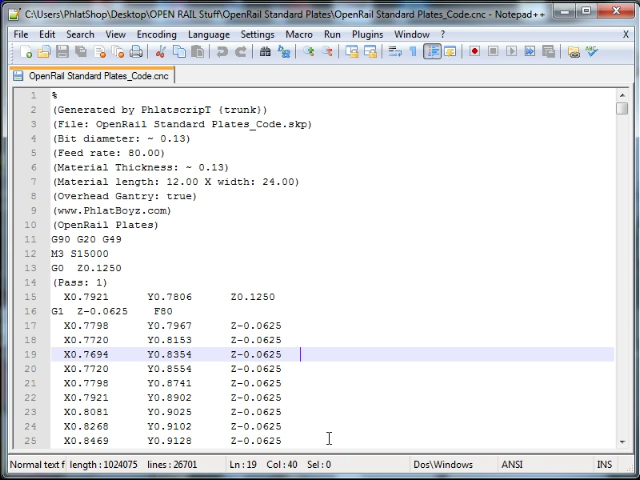 C:\Users\PhlatShop\Desktop\OPEN RAIL Stuff\OpenRail Standard Plates\OpenRail Standard Plates_Code.cnc - Notepad++
File Edit Search View Encoding Language Settings Macro Run Plugins Window ? X
OpenRail Standard Plates_Code.cnc
1 %
2 (Generated by PhlatscripT {trunk})
3 (File: OpenRail Standard Plates_Code.skp)
4 (Bit diameter: ~ 0.13)
5 (Feed rate: 80.00)
6 (Material Thickness: ~ 0.13)
7 (Material length: 12.00 X width: 24.00)
8 (Overhead Gantry: true)
9 (www.PhlatBoyz.com)
10 (OpenRail Plates)
11 G90 G20 G49
12 M3 S15000
13 G0 Z0.1250
14 (Pass: 1)
15 X0.7921 Y0.7806 Z0.1250
16 G1 Z-0.0625 F80
17 X0.7798 Y0.7967 Z-0.0625
18 X0.7720 Y0.8153 Z-0.0625
19 X0.7694 Y0.8354 Z-0.0625
20 X0.7720 Y0.8554 Z-0.0625
21 X0.7798 Y0.8741 Z-0.0625
22 X0.7921 Y0.8902 Z-0.0625
23 X0.8081 Y0.9025 Z-0.0625
24 X0.8268 Y0.9102 Z-0.0625
25 X0.8469 Y0.9128 Z-0.0625
Normal text f length : 1024075 lines : 26701 Ln : 19 Col : 40 Sel : 0 Dos\Windows ANSI INS